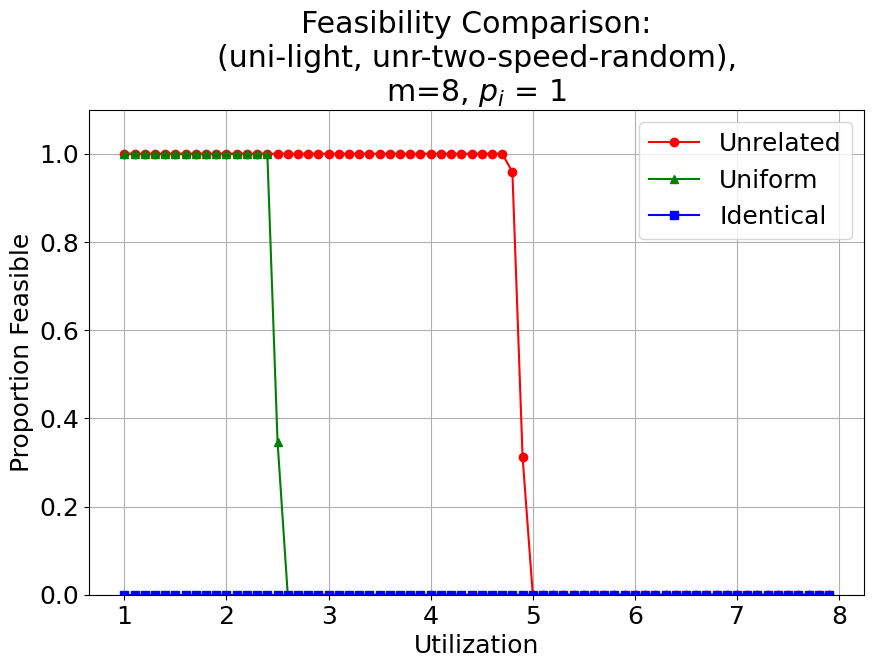 Feasibility Comparison:
(uni-light, unr-two-speed-random),
m=8, $p_i$ = 1
Proportion Feasible
1.0
0.8
0.6
0.4
0.2
0.0
Unrelated
Uniform
Identical
1 2 3 4 5 6 7 8
Utilization